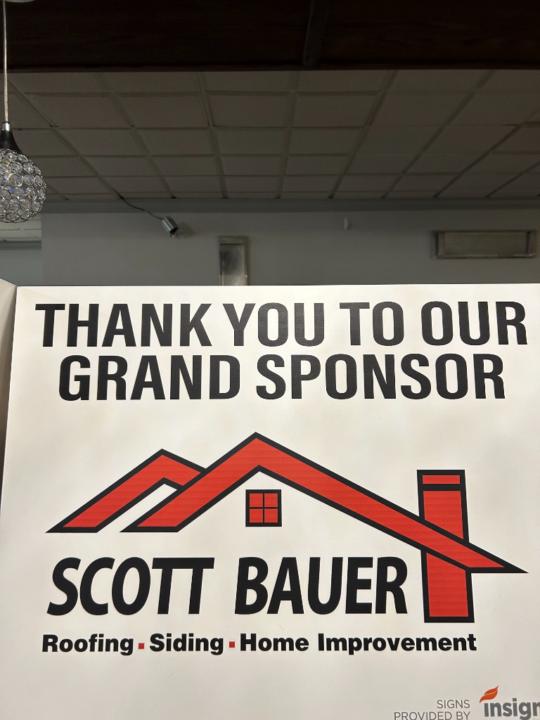 THANK YOU TO OUR
GRAND SPONSOR
SCOTT BAUER
Roofing ▪ Siding ▪ Home Improvement
SIGNS
PROVIDED BY